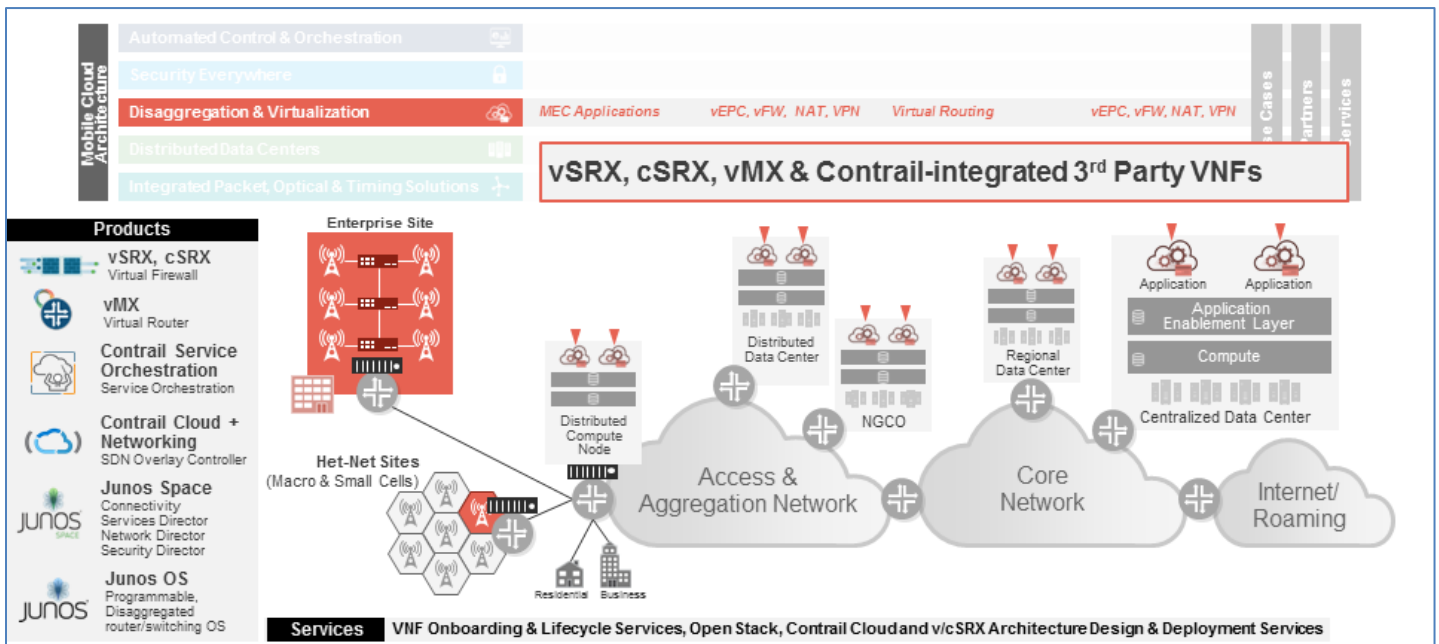 Mobile Cloud
Architecture
Automated Control & Orchestration
Security Everywhere
Disaggregation & Virtualization
MEC Applications
vEPC, vFW, NAT, VPN
Virtual Routing
vEPC, vFW, NAT, VPN
Distributed Data Centers
Integrated Packet, Optical & Timing Solutions
se Cases
Partners
Services
vSRX, cSRX, vMX & Contrail-integrated 3rd Party VNFs
Products
vSRX, cSRX
Virtual Firewall
vMX
Virtual Router
Contrail Service
Orchestration
Service Orchestration
Contrail Cloud +
Networking
SDN Overlay Controller
JUNOS
SPACE
Junos Space
Connectivity
Services Director
Network Director
Security Director
JUNOS
Junos OS
Programmable,
Disaggregated
router/switching OS
Enterprise Site
Het-Net Sites
(Macro & Small Cells)
Distributed
Compute
Node
Residential
Business
Distributed
Data Center
NGCO
Access &
Aggregation Network
Regional
Data Center
Core
Network
Application
Application
Application
Enablement Layer
Compute
Centralized Data Center
Internet/
Roaming
Services
VNF Onboarding & Lifecycle Services, Open Stack, Contrail Cloud and v/cSRX Architecture Design & Deployment Services